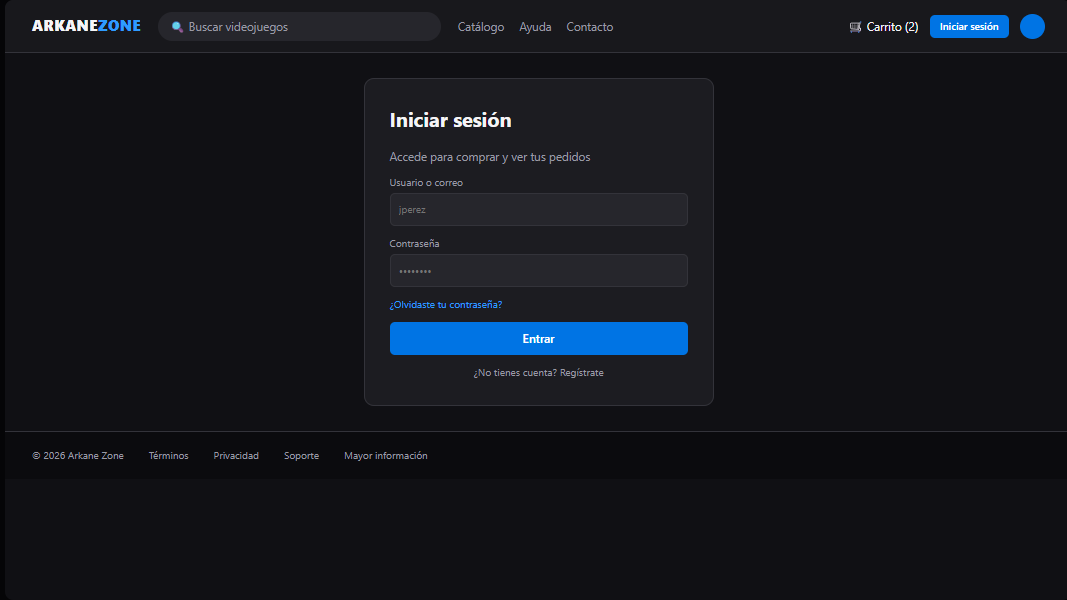 ARKANEZONE
Buscar videojuegos
Catálogo
Ayuda
Contacto
Carrito (2)
Iniciar sesión
Iniciar sesión
Accede para comprar y ver tus pedidos
Usuario o correo
jperez
Contraseña
••••••••
¿Olvidaste tu contraseña?
Entrar
¿No tienes cuenta? Regístrate
© 2026 Arkane Zone
Términos
Privacidad
Soporte
Mayor información